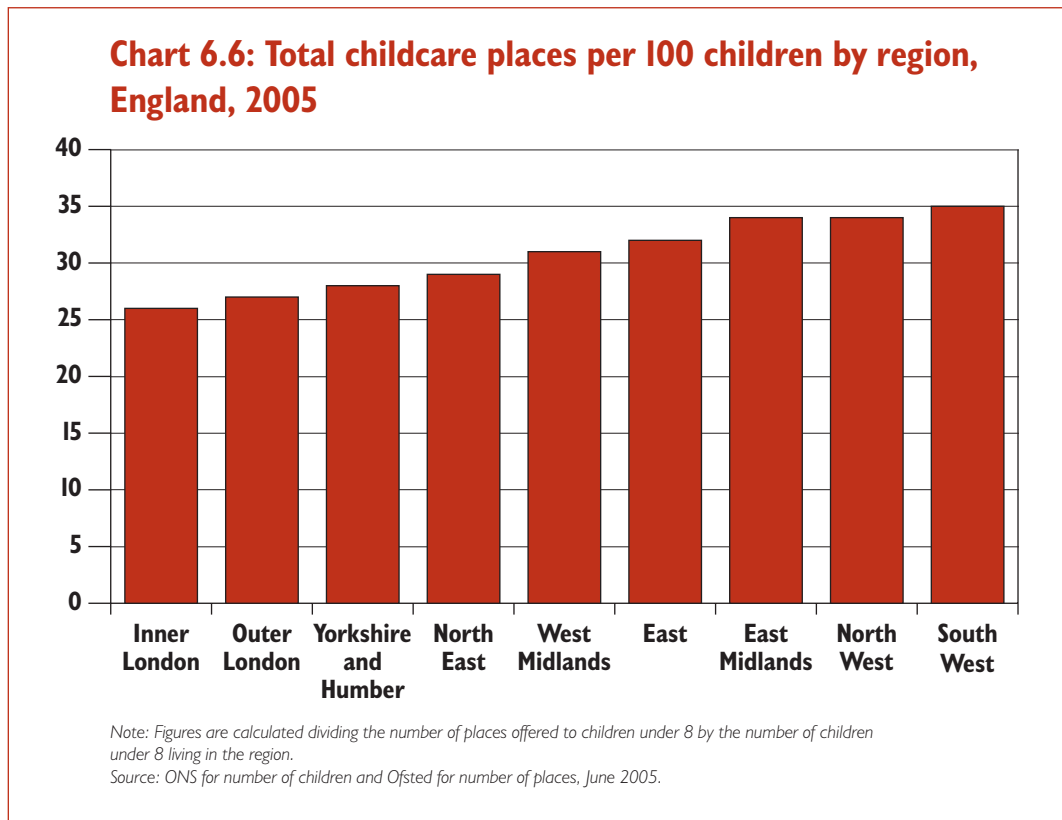 Chart 6.6: Total childcare places per 100 children by region,
England, 2005
40
35
30
25
20
15
10
5
0
Inner London
Outer London
Yorkshire and Humber
North East
West Midlands
East
East Midlands
North West
South West
Note: Figures are calculated dividing the number of places offered to children under 8 by the number of children
under 8 living in the region.
Source: ONS for number of children and Ofsted for number of places, June 2005.